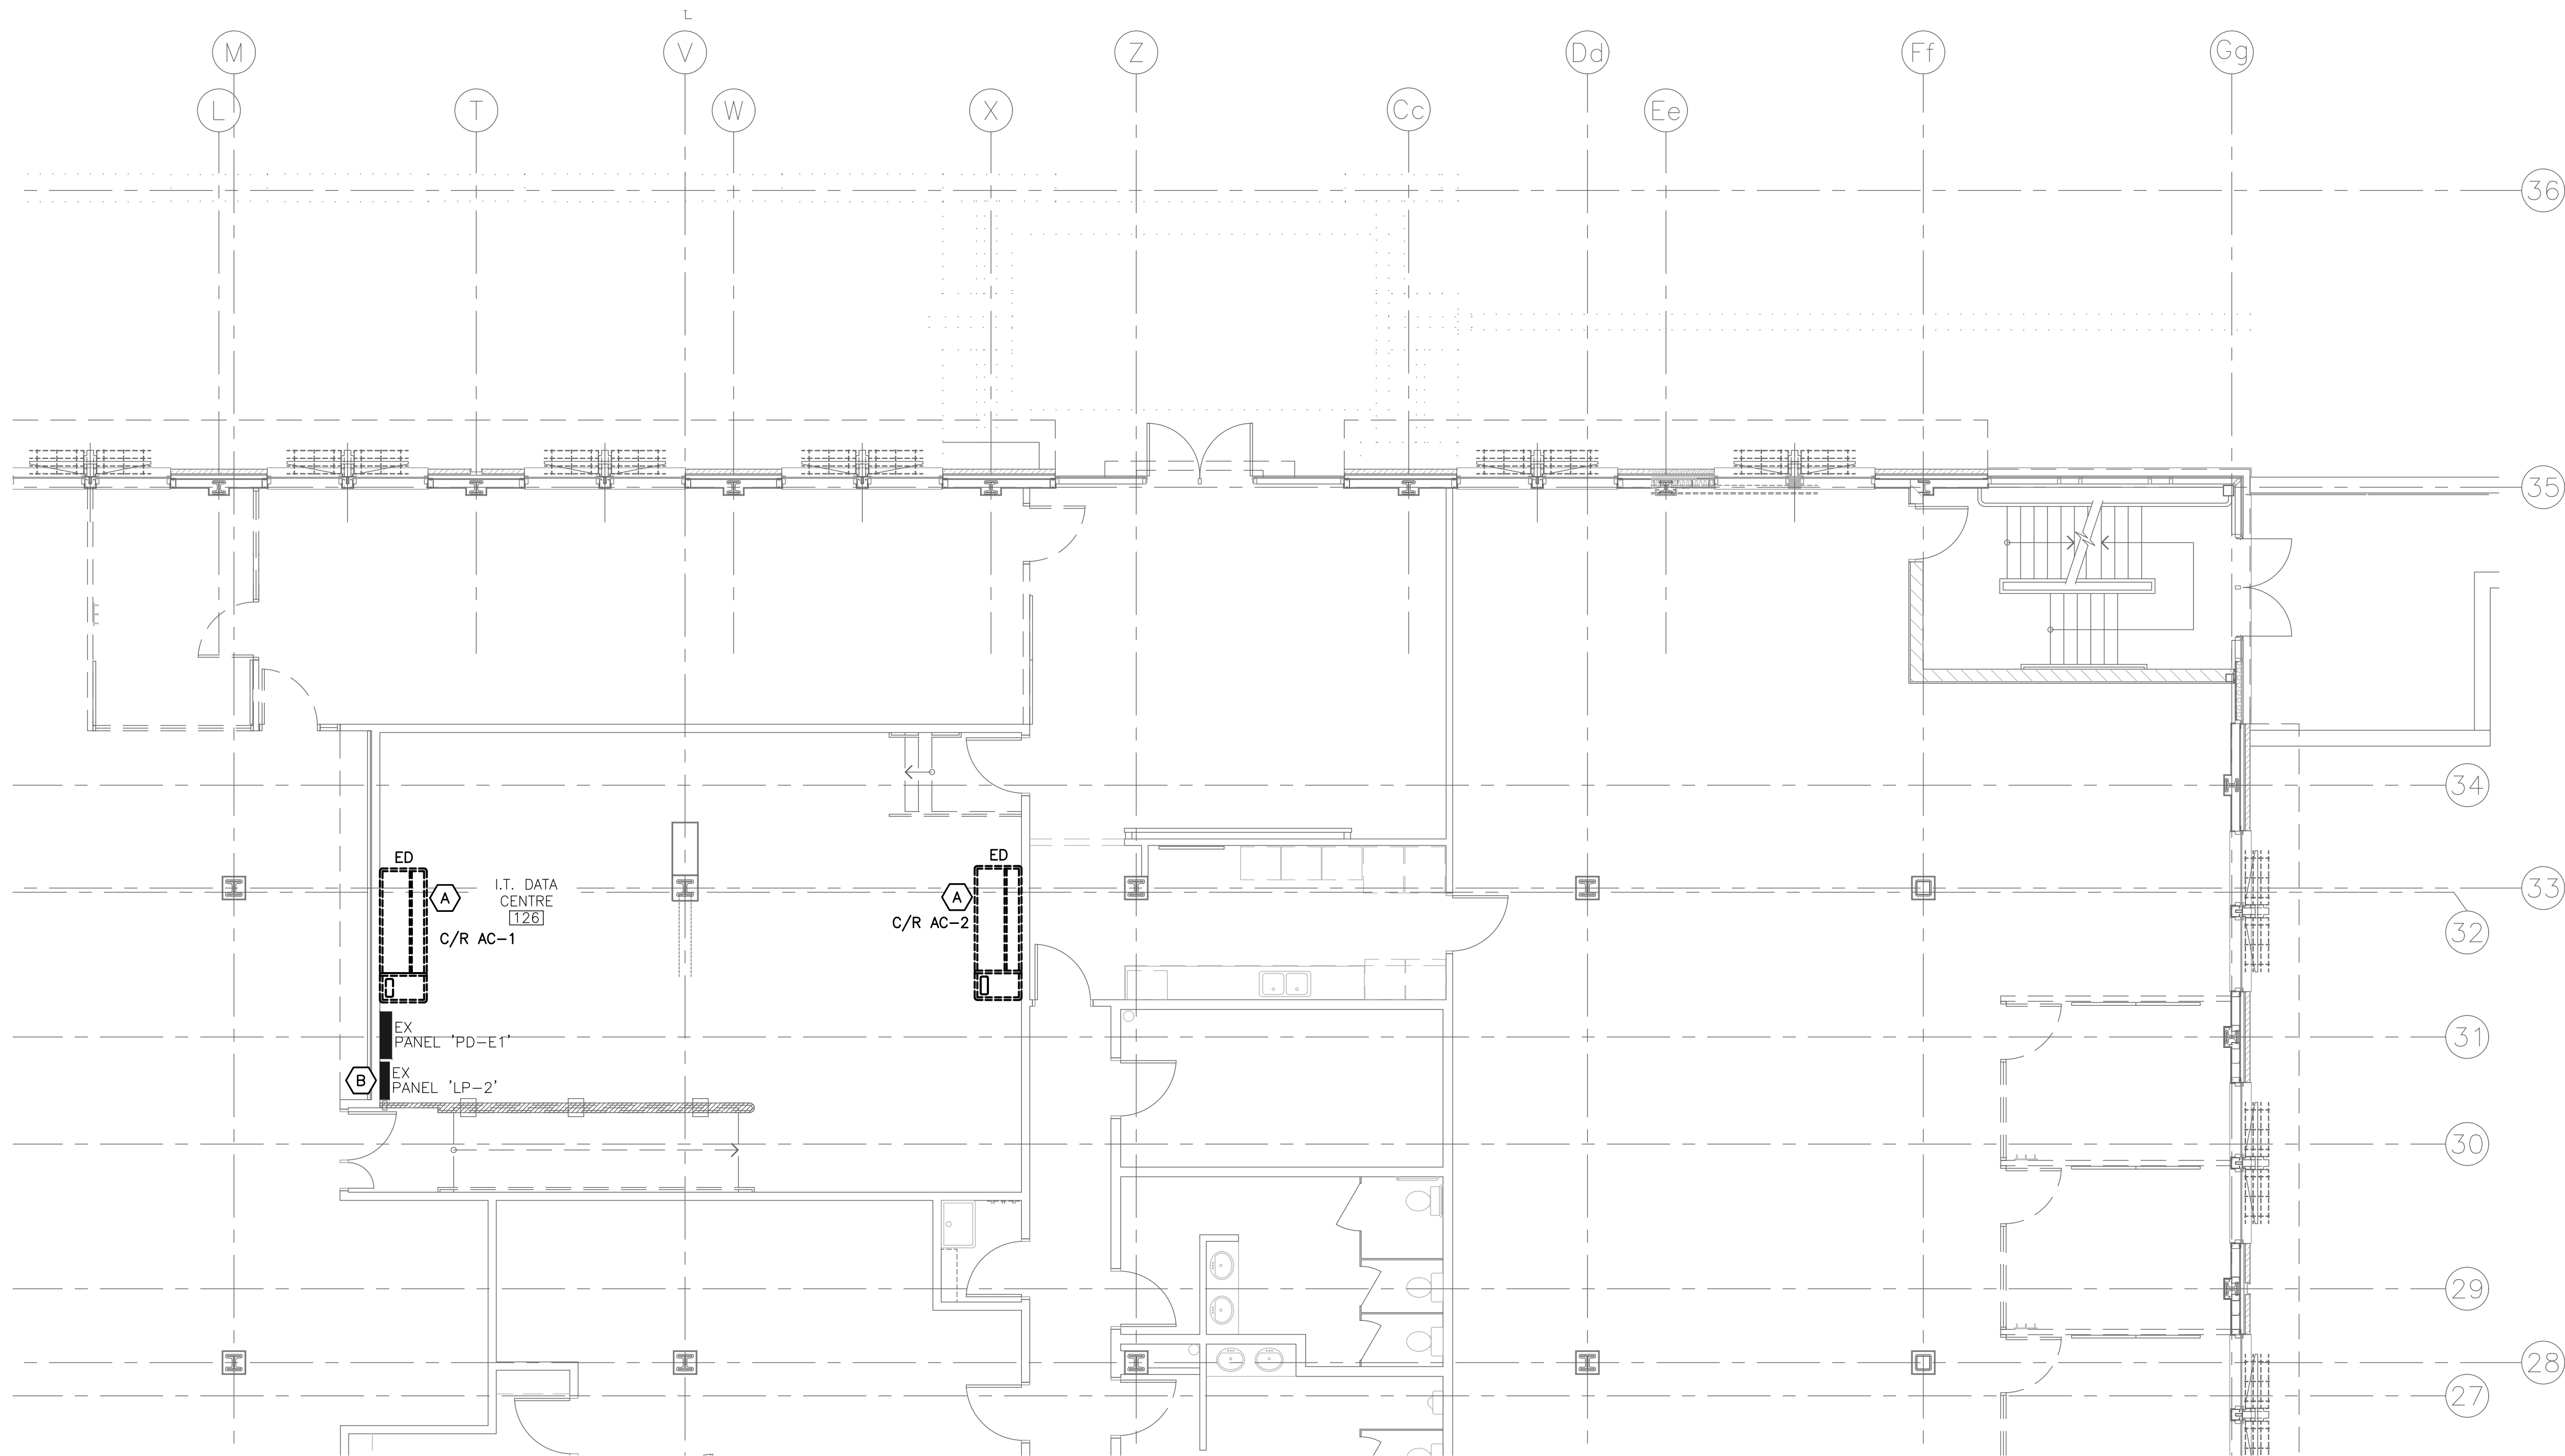 L
M
V
Z
Dd
Ff
Gg
L
T
W
X
Cc
Ee
36
35
34
ED
ED
A
I.T. DATA
CENTRE
126
A
C/R AC-1
C/R AC-2
33
32
EX
PANEL 'PD-E1'
31
B
EX
PANEL 'LP-2'
30
29
28
27